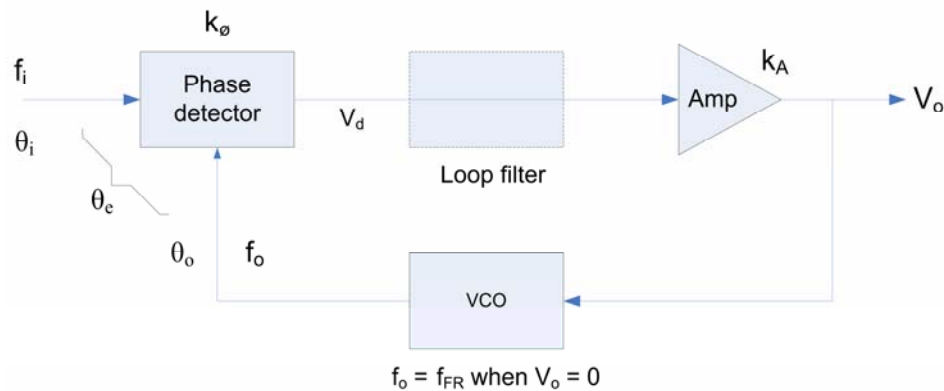 kø
fi
Phase
detector
kA
Amp
Vo
Vd
θi
Loop filter
θe
θo
fo
VCO
fo = fFR when Vo = 0